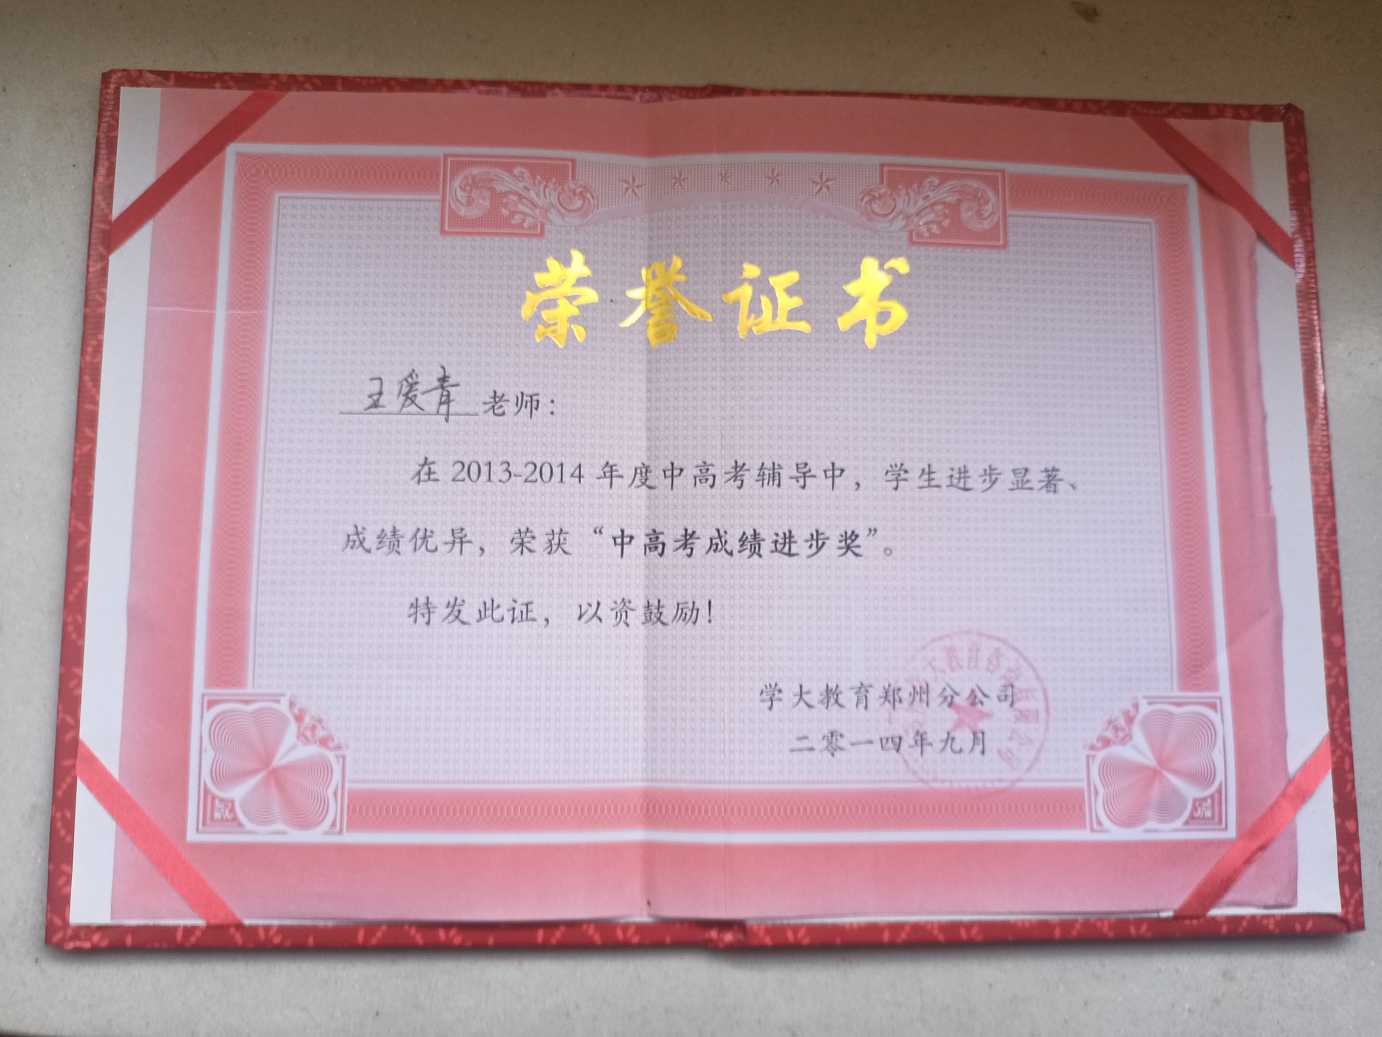 荣誉证书
王爱青老师：
在 2013-2014 年度中高考辅导中，学生进步显著、
成绩优异，荣获“中高考成绩进步奖”。
特发此证，以资鼓励！
学大教育郑州分公司
二零一四年九月